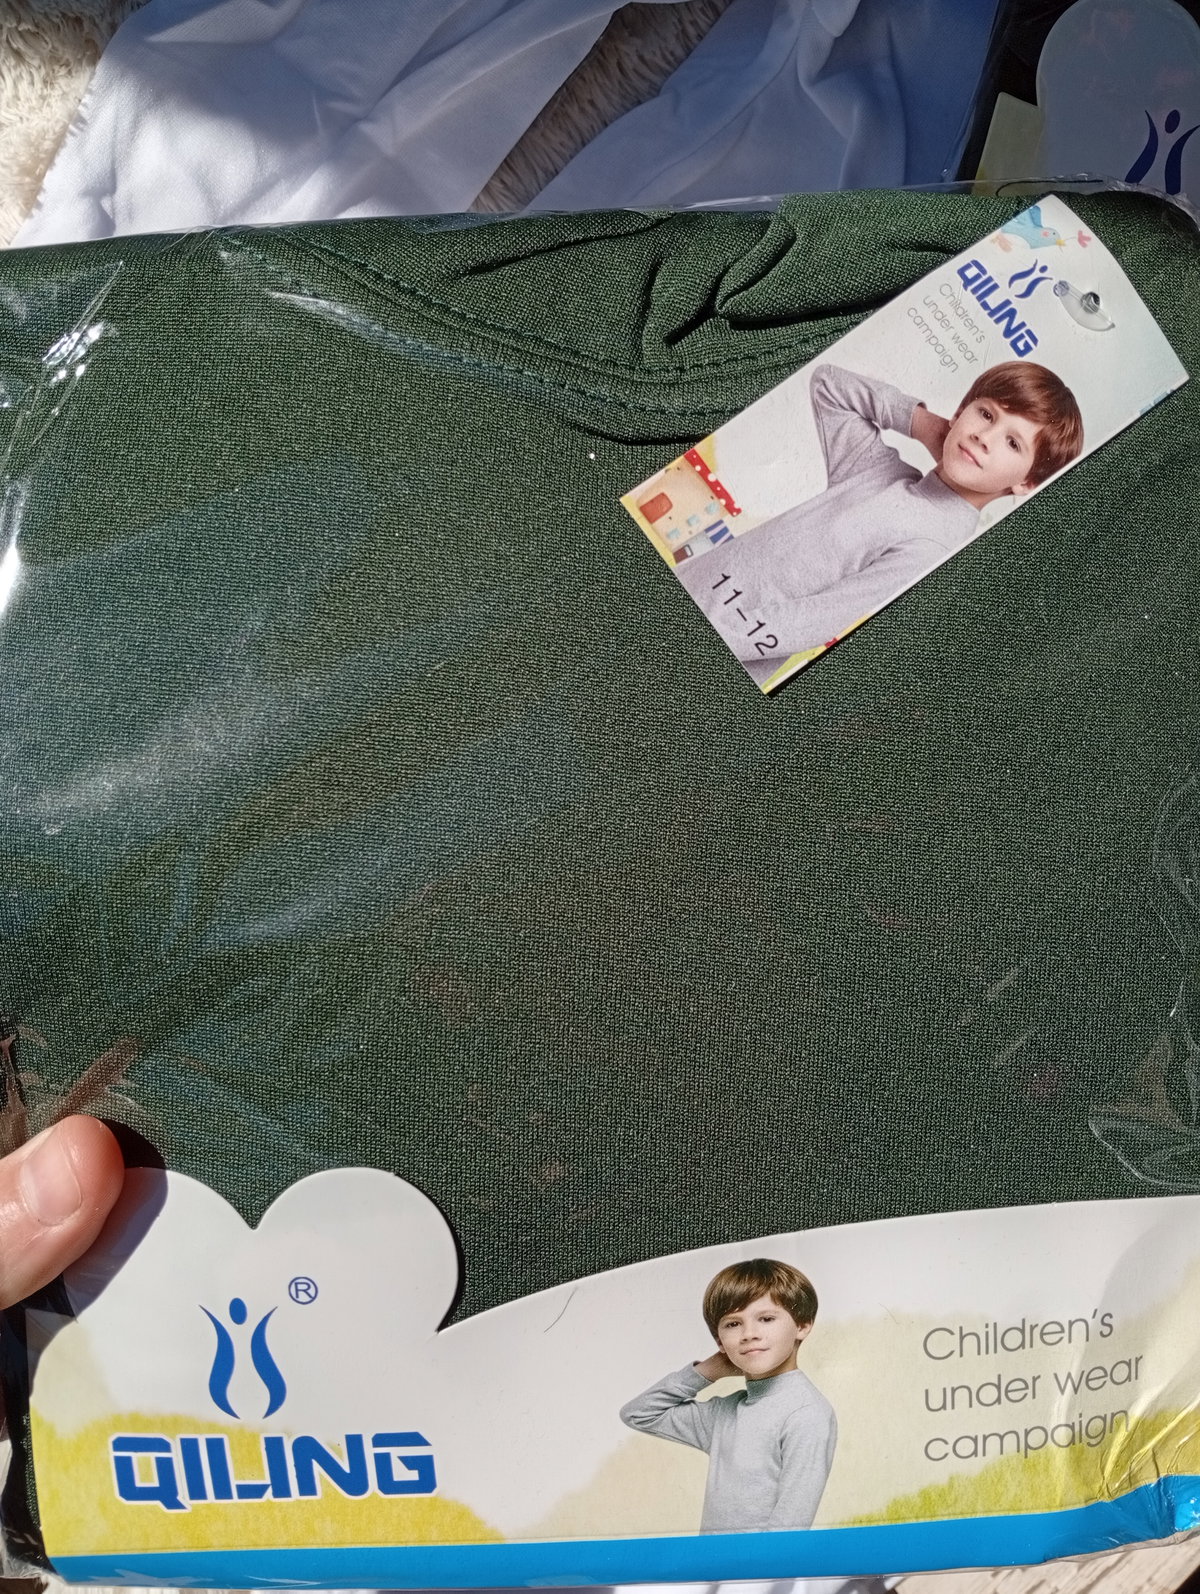 QILING
Children's
under wear
campaign
11-12
®
QILING
Children's
under wear
campaign